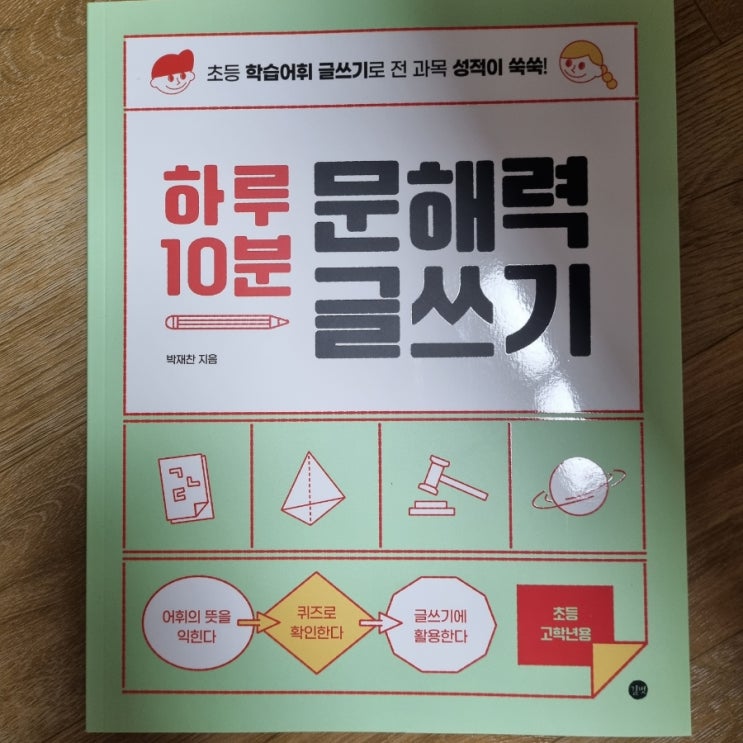 초등 학습어휘 글쓰기로 전 과목 성적이 쑥쑥!
하루
10분
문해력
글쓰기
박재찬 지음
ㄱㄴ
ㄷ
어휘의 뜻을
익힌다
퀴즈로
확인한다
글쓰기에
활용한다
초등
고학년용
길벗